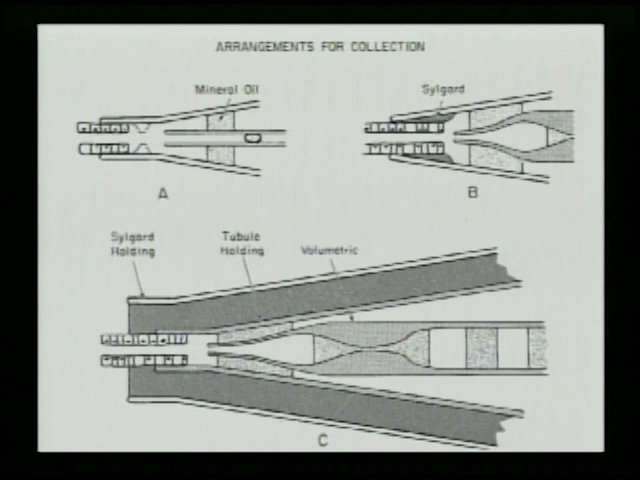 ARRANGEMENTS FOR COLLECTION
Mineral Oil
Sylgard
A
B
Sylgard
Holding
Tubule
Holding
Volumetric
C